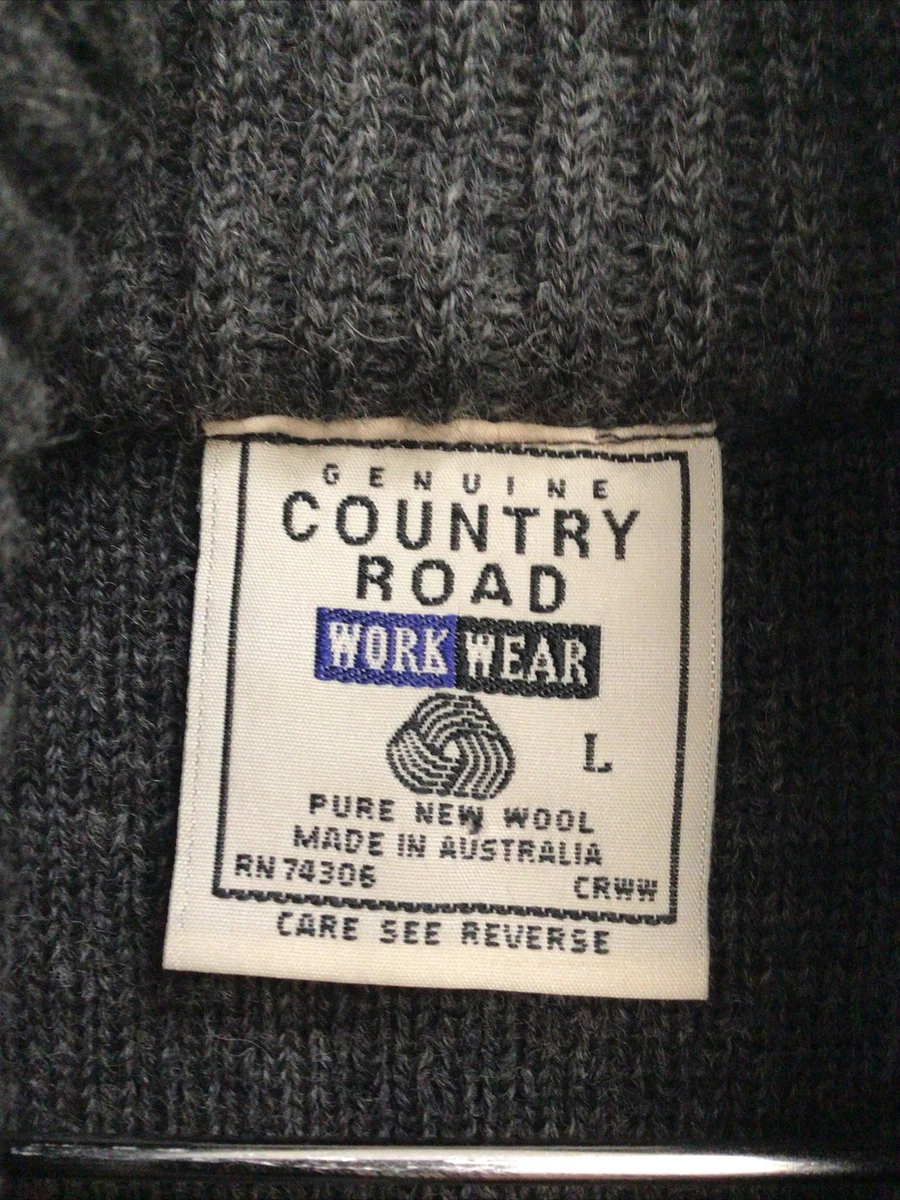 GENUINE
COUNTRY
ROAD
WORK WEAR
L
PURE NEW WOOL
MADE IN AUSTRALIA
RN 74306 CRWW
CARE SEE REVERSE